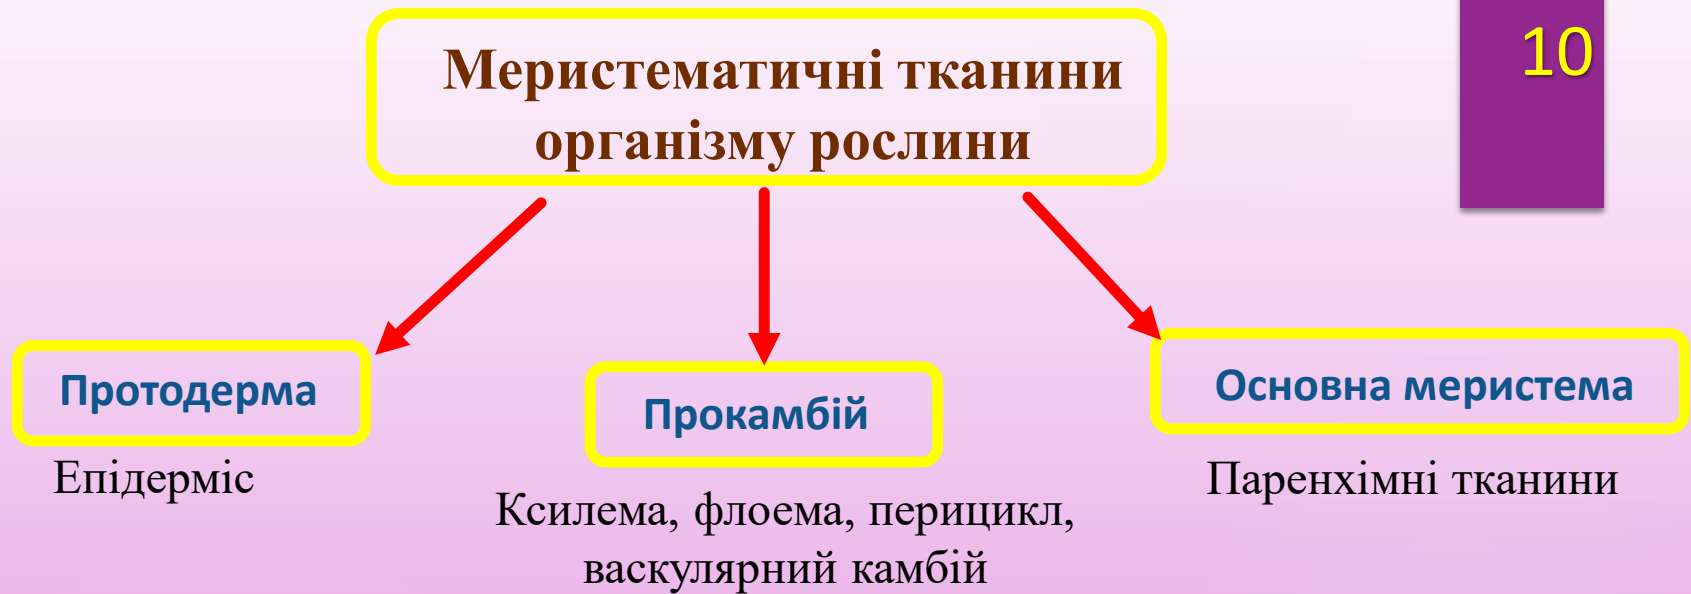 10
Меристематичні тканини
організму рослини
Протодерма
Епідерміс
Прокамбій
Ксилема, флоема, перицикл,
васкулярний камбій
Основна меристема
Паренхімні тканини